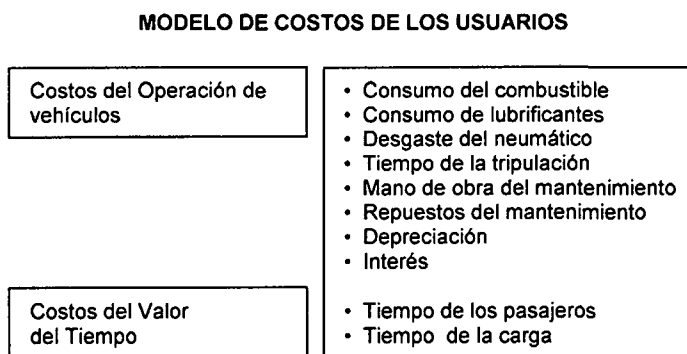 MODELO DE COSTOS DE LOS USUARIOS
Costos del Operación de
vehículos
• Consumo del combustible
• Consumo de lubrificantes
• Desgaste del neumático
• Tiempo de la tripulación
• Mano de obra del mantenimiento
• Repuestos del mantenimiento
• Depreciación
• Interés
Costos del Valor
del Tiempo
• Tiempo de los pasajeros
• Tiempo de la carga